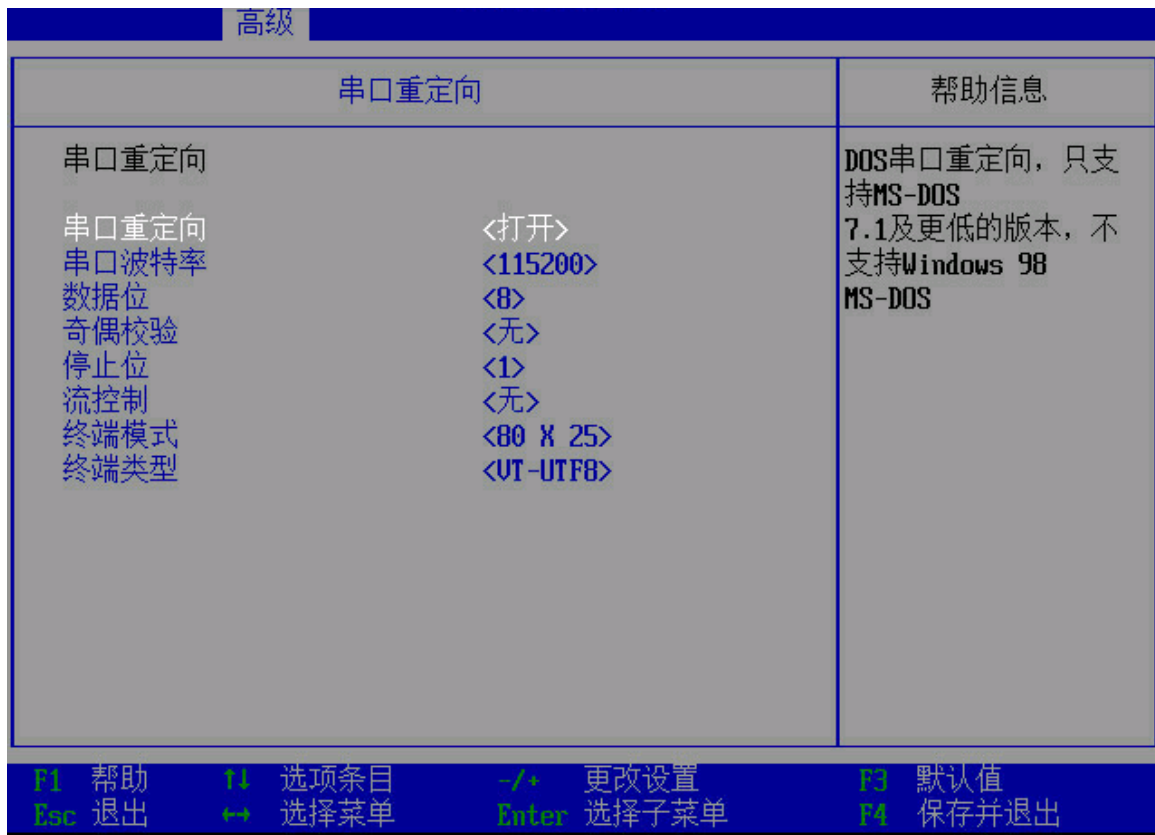 高级
串口重定向
帮助信息
串口重定向
串口重定向 <打开>
串口波特率 <115200>
数据位 <8>
奇偶校验 <无>
停止位 <1>
流控制 <无>
终端模式 <80 X 25>
终端类型 <VT-UTF8>
DOS串口重定向，只支
持MS-DOS
7.1及更低的版本，不
支持Windows 98
MS-DOS
F1 帮助 ↑↓ 选项条目 -/+ 更改设置 F3 默认值
Esc 退出 ←→ 选择菜单 Enter 选择子菜单 F4 保存并退出